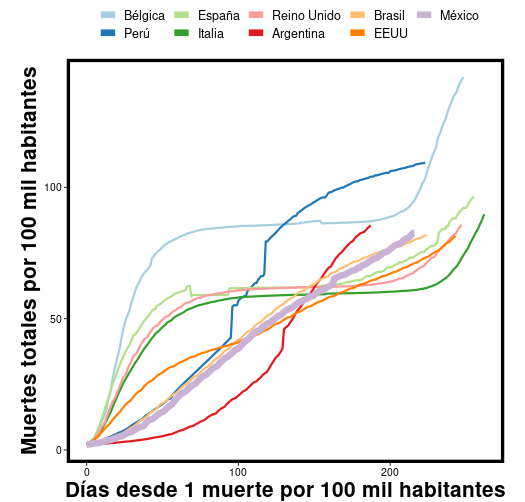 Bélgica España Reino Unido Brasil México
Perú Italia Argentina EEUU
Muertes totales por 100 mil habitantes
100
50
0
0 100 200
Días desde 1 muerte por 100 mil habitantes